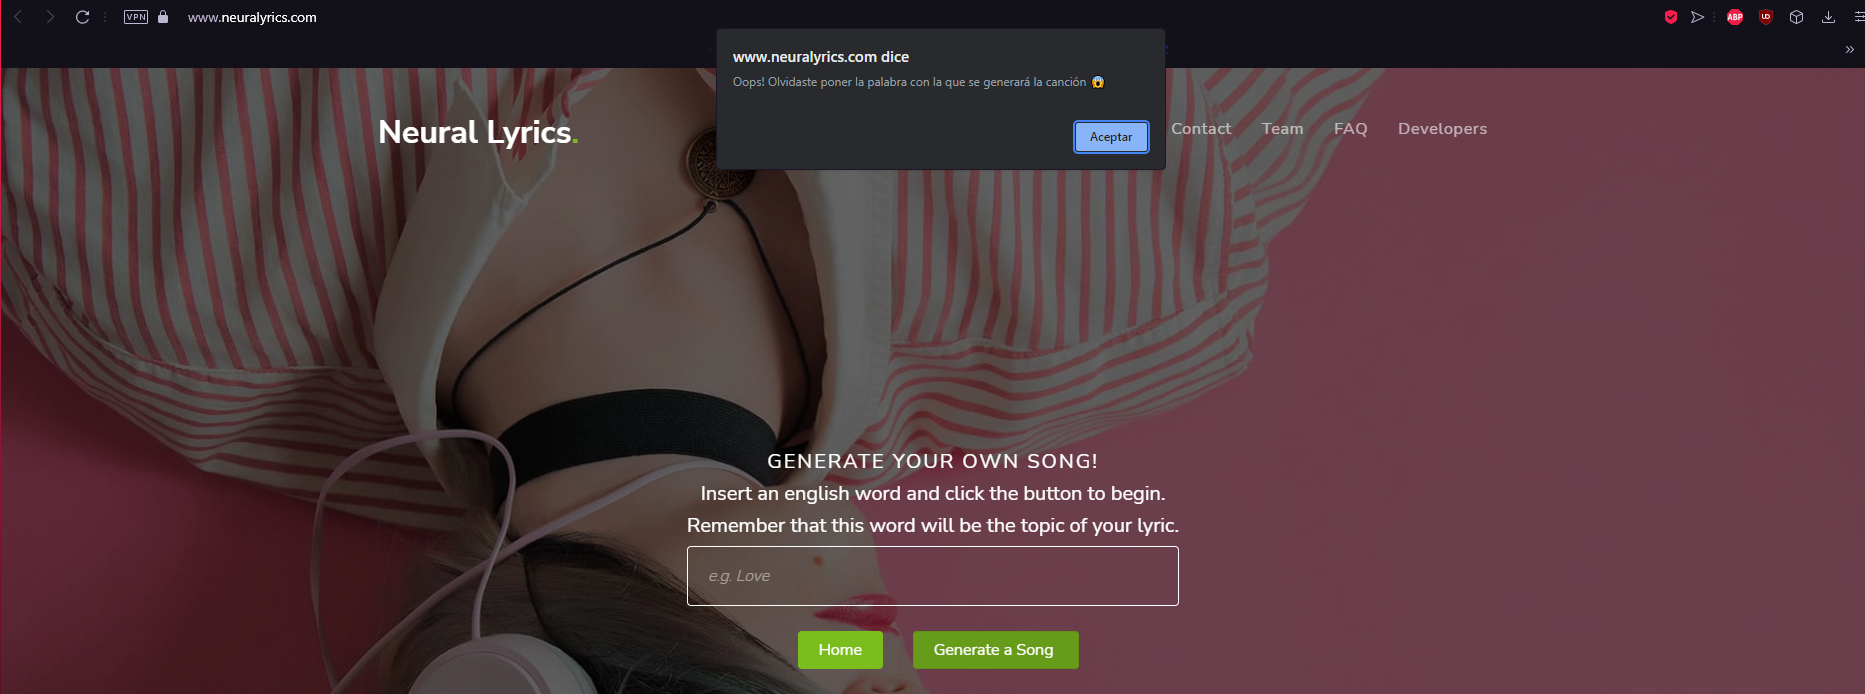 VPN
www.neuralyrics.com
ABP
UO
www.neuralyrics.com dice
Oops! Olvidaste poner la palabra con la que se generará la canción 😱
Aceptar
Neural Lyrics.
Contact
Team
FAQ
Developers
GENERATE YOUR OWN SONG!
Insert an english word and click the button to begin.
Remember that this word will be the topic of your lyric.
e.g. Love
Home
Generate a Song